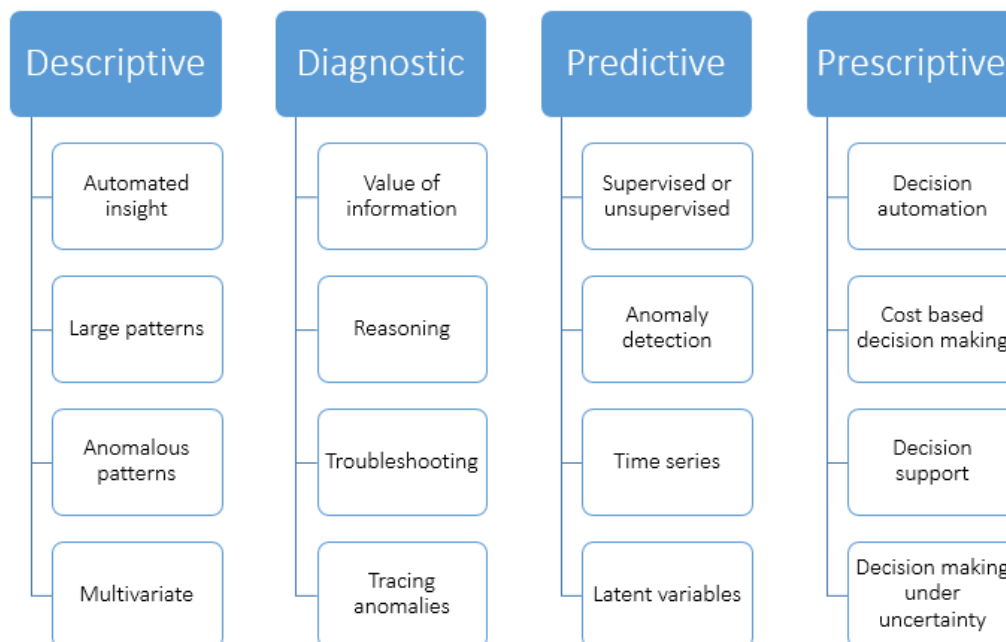 Descriptive
Automated
insight
Large patterns
Anomalous
patterns
Multivariate
Diagnostic
Value of
information
Reasoning
Troubleshooting
Tracing
anomalies
Predictive
Supervised or
unsupervised
Anomaly
detection
Time series
Latent variables
Prescriptive
Decision
automation
Cost based
decision making
Decision
support
Decision making
under
uncertainty